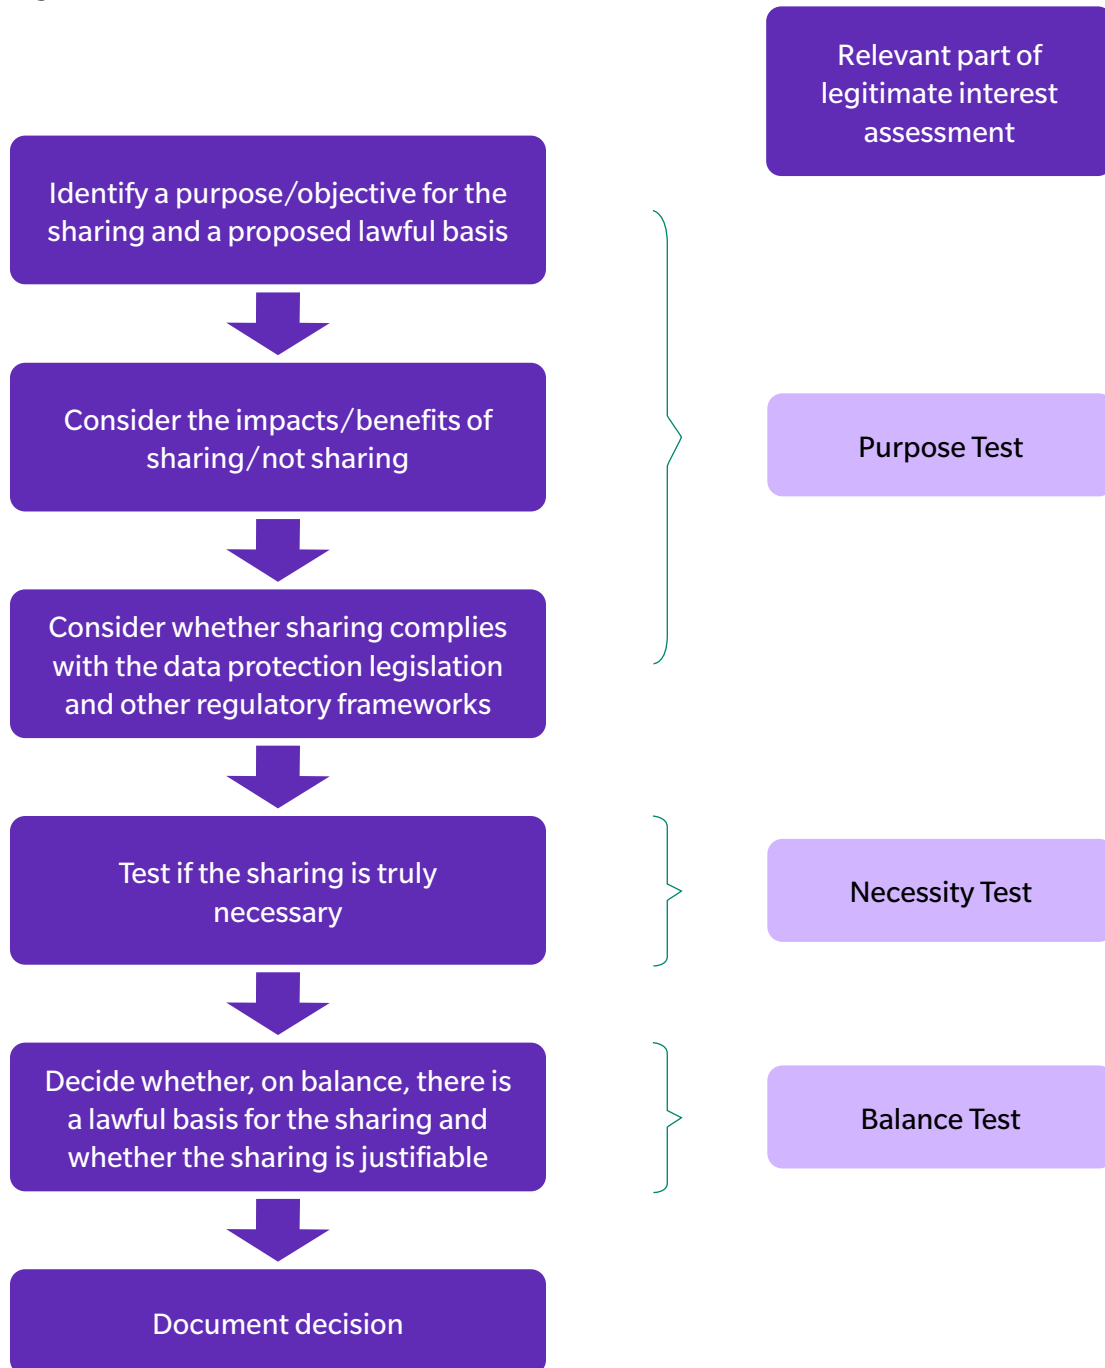 Relevant part of
legitimate interest
assessment
Identify a purpose/objective for the
sharing and a proposed lawful basis
Consider the impacts/benefits of
sharing/not sharing
Purpose Test
Consider whether sharing complies
with the data protection legislation
and other regulatory frameworks
Test if the sharing is truly
necessary
Necessity Test
Decide whether, on balance, there is
a lawful basis for the sharing and
whether the sharing is justifiable
Balance Test
Document decision